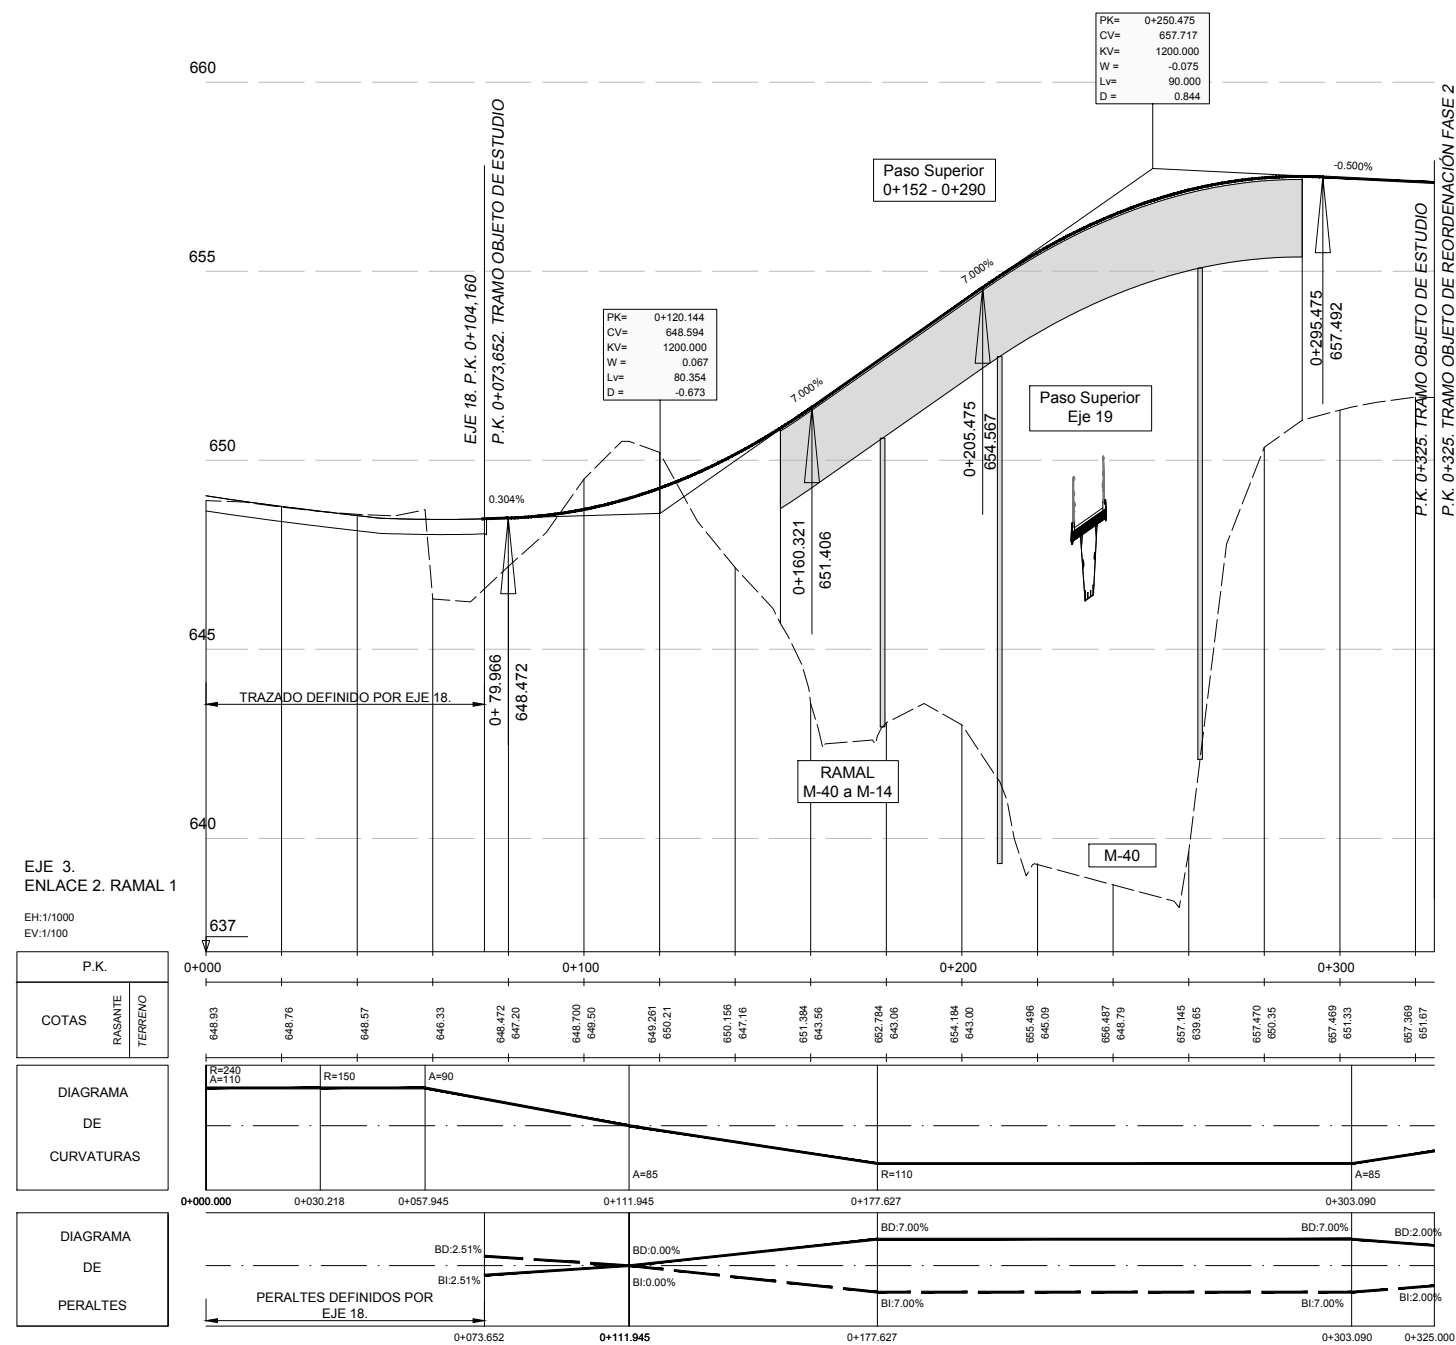 PK= 0+250.475
CV= 657.717
KV= 1200.000
W = -0.075
Lv= 90.000
D = 0.844
660
Paso Superior
0+152 - 0+290
-0.500%
EJE 18. P.K. 0+104,160
P.K. 0+073,652. TRAMO OBJETO DE ESTUDIO
P.K. 0+325. TRAMO OBJETO DE ESTUDIO
P.K. 0+325. TRAMO OBJETO DE REORDENACIÓN FASE 2
655
7.000%
PK= 0+120.144
CV= 648.594
KV= 1200.000
W = 0.067
Lv= 80.354
D = -0.673
7.000%
0+295.475
657.492
Paso Superior
Eje 19
0+205.475
654.567
650
0.304%
0+160.321
651.406
645
0+ 79.966
648.472
TRAZADO DEFINIDO POR EJE 18.
RAMAL
M-40 a M-14
640
M-40
EJE 3.
ENLACE 2. RAMAL 1
EH:1/1000
EV:1/100
637
P.K.
0+000
0+100
0+200
0+300
COTAS
RASANTE
TERRENO
648.93
648.76
648.57
646.33
648.472
647.20
648.700
649.50
649.261
650.21
650.156
647.16
651.384
643.56
652.784
643.06
654.184
643.00
655.496
645.09
656.487
648.79
657.145
639.65
657.470
650.35
657.469
651.33
657.369
651.67
DIAGRAMA
DE
CURVATURAS
R=240
A=110
R=150
A=90
A=85
R=110
A=85
0+000.000
0+030.218
0+057.945
0+111.945
0+177.627
0+303.090
DIAGRAMA
DE
PERALTES
BD:2.51%
BI:2.51%
BD:0.00%
BI:0.00%
BD:7.00%
BI:7.00%
BD:7.00%
BI:7.00%
BD:2.00%
BI:2.00%
PERALTES DEFINIDOS POR
EJE 18.
0+073.652
0+111.945
0+177.627
0+303.090
0+325.000